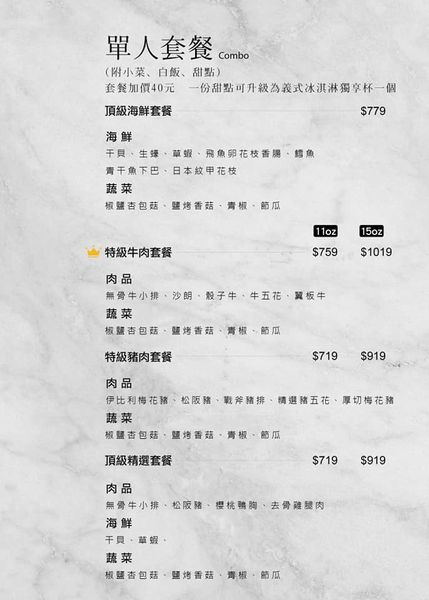 單人套餐 Combo
（附小菜、白飯、甜點）
套餐加價40元 一份甜點可升級為義式冰淇淋獨享杯一個
頂級海鮮套餐 $779
海鮮
干貝、生蠔、草蝦、飛魚卵花枝香腸、鱈魚
青干魚下巴、日本紋甲花枝
蔬菜
椒鹽杏包菇、鹽烤香菇、青椒、節瓜
11oz 15oz
特級牛肉套餐 $759 $1019
肉品
無骨牛小排、沙朗、骰子牛、牛五花、翼板牛
蔬菜
椒鹽杏包菇、鹽烤香菇、青椒、節瓜
特級豬肉套餐 $719 $919
肉品
伊比利梅花豬、松阪豬、戰斧豬排、精選豬五花、厚切梅花豬
蔬菜
椒鹽杏包菇、鹽烤香菇、青椒、節瓜
頂級精選套餐 $719 $919
肉品
無骨牛小排、松阪豬、櫻桃鴨胸、去骨雞腿肉
海鮮
干貝、草蝦、
蔬菜
椒鹽杏包菇、鹽烤香菇、青椒、節瓜